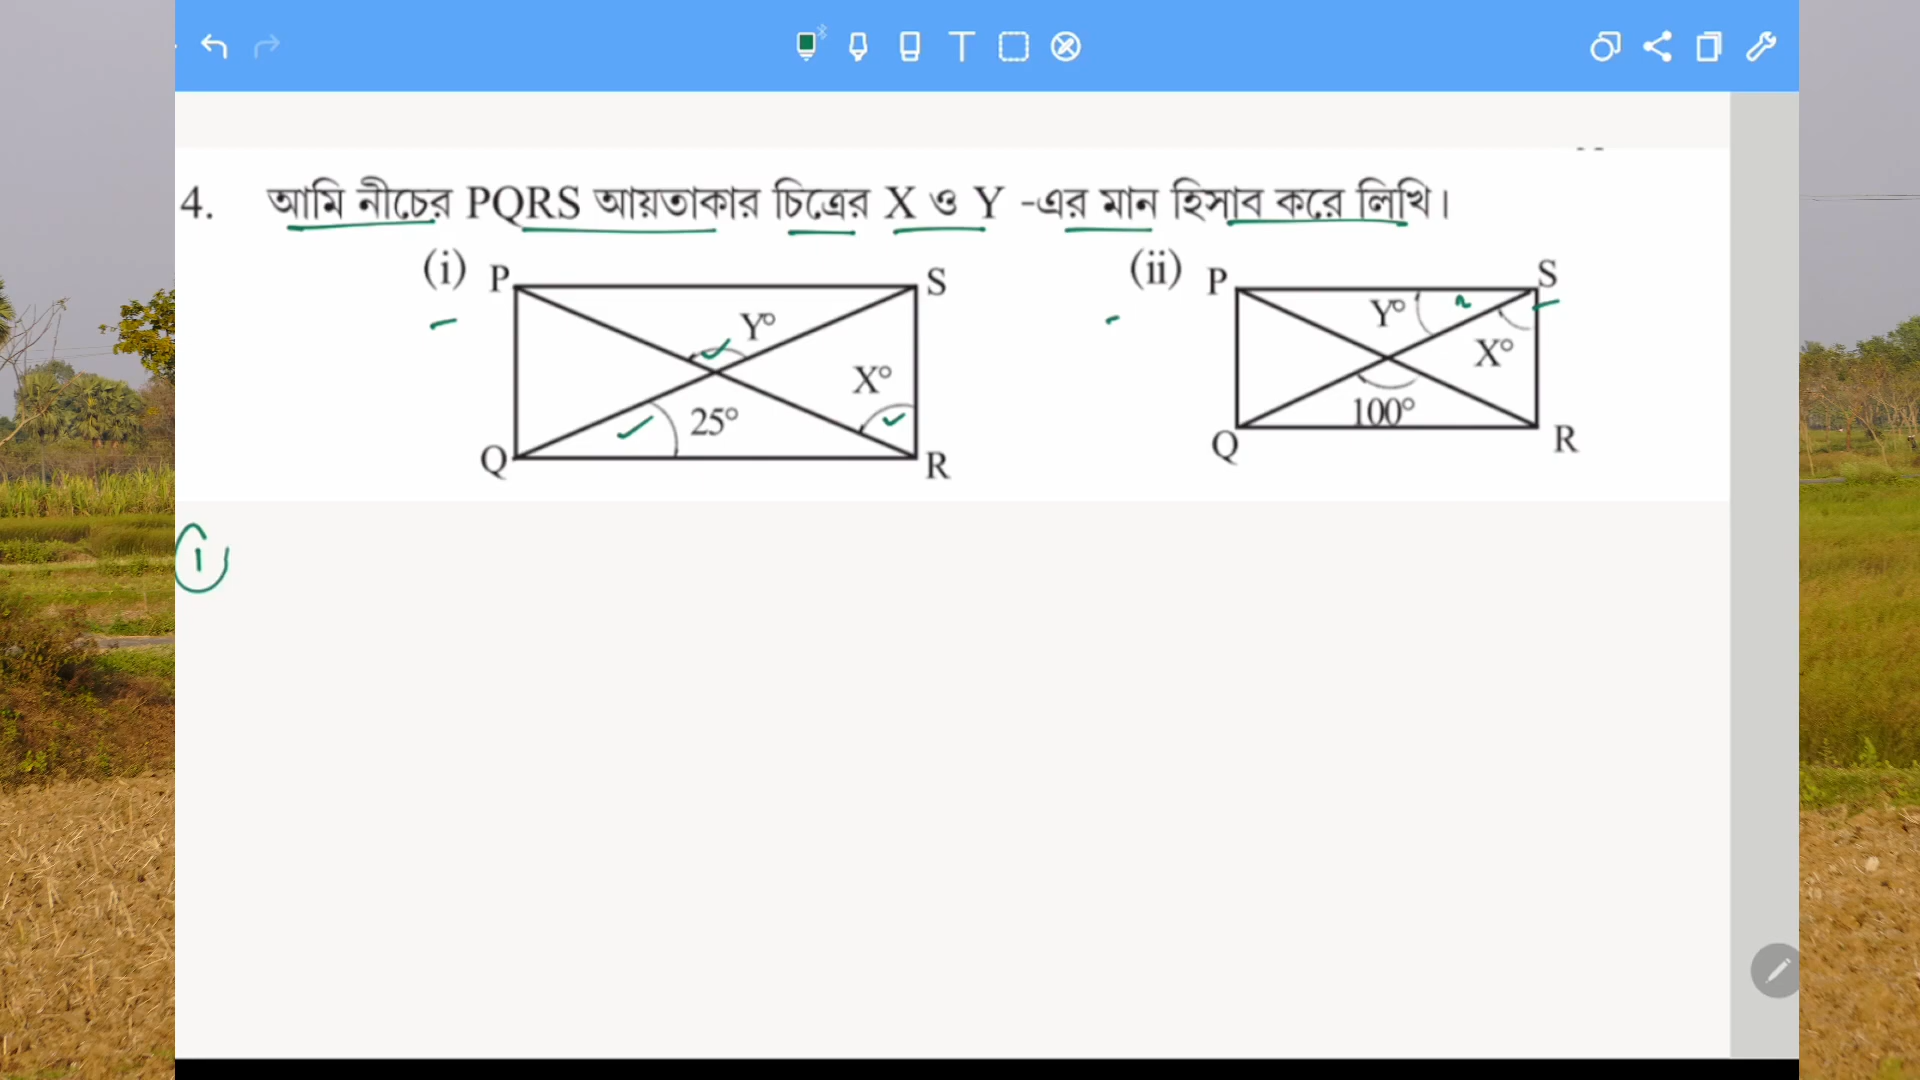 4. আমি নীচের PQRS আয়তাকার চিত্রের X ও Y -এর মান হিসাব করে লিখি।
(i) P S Y° X° 25° Q R
(ii) P S Y° X° 100° Q R
1